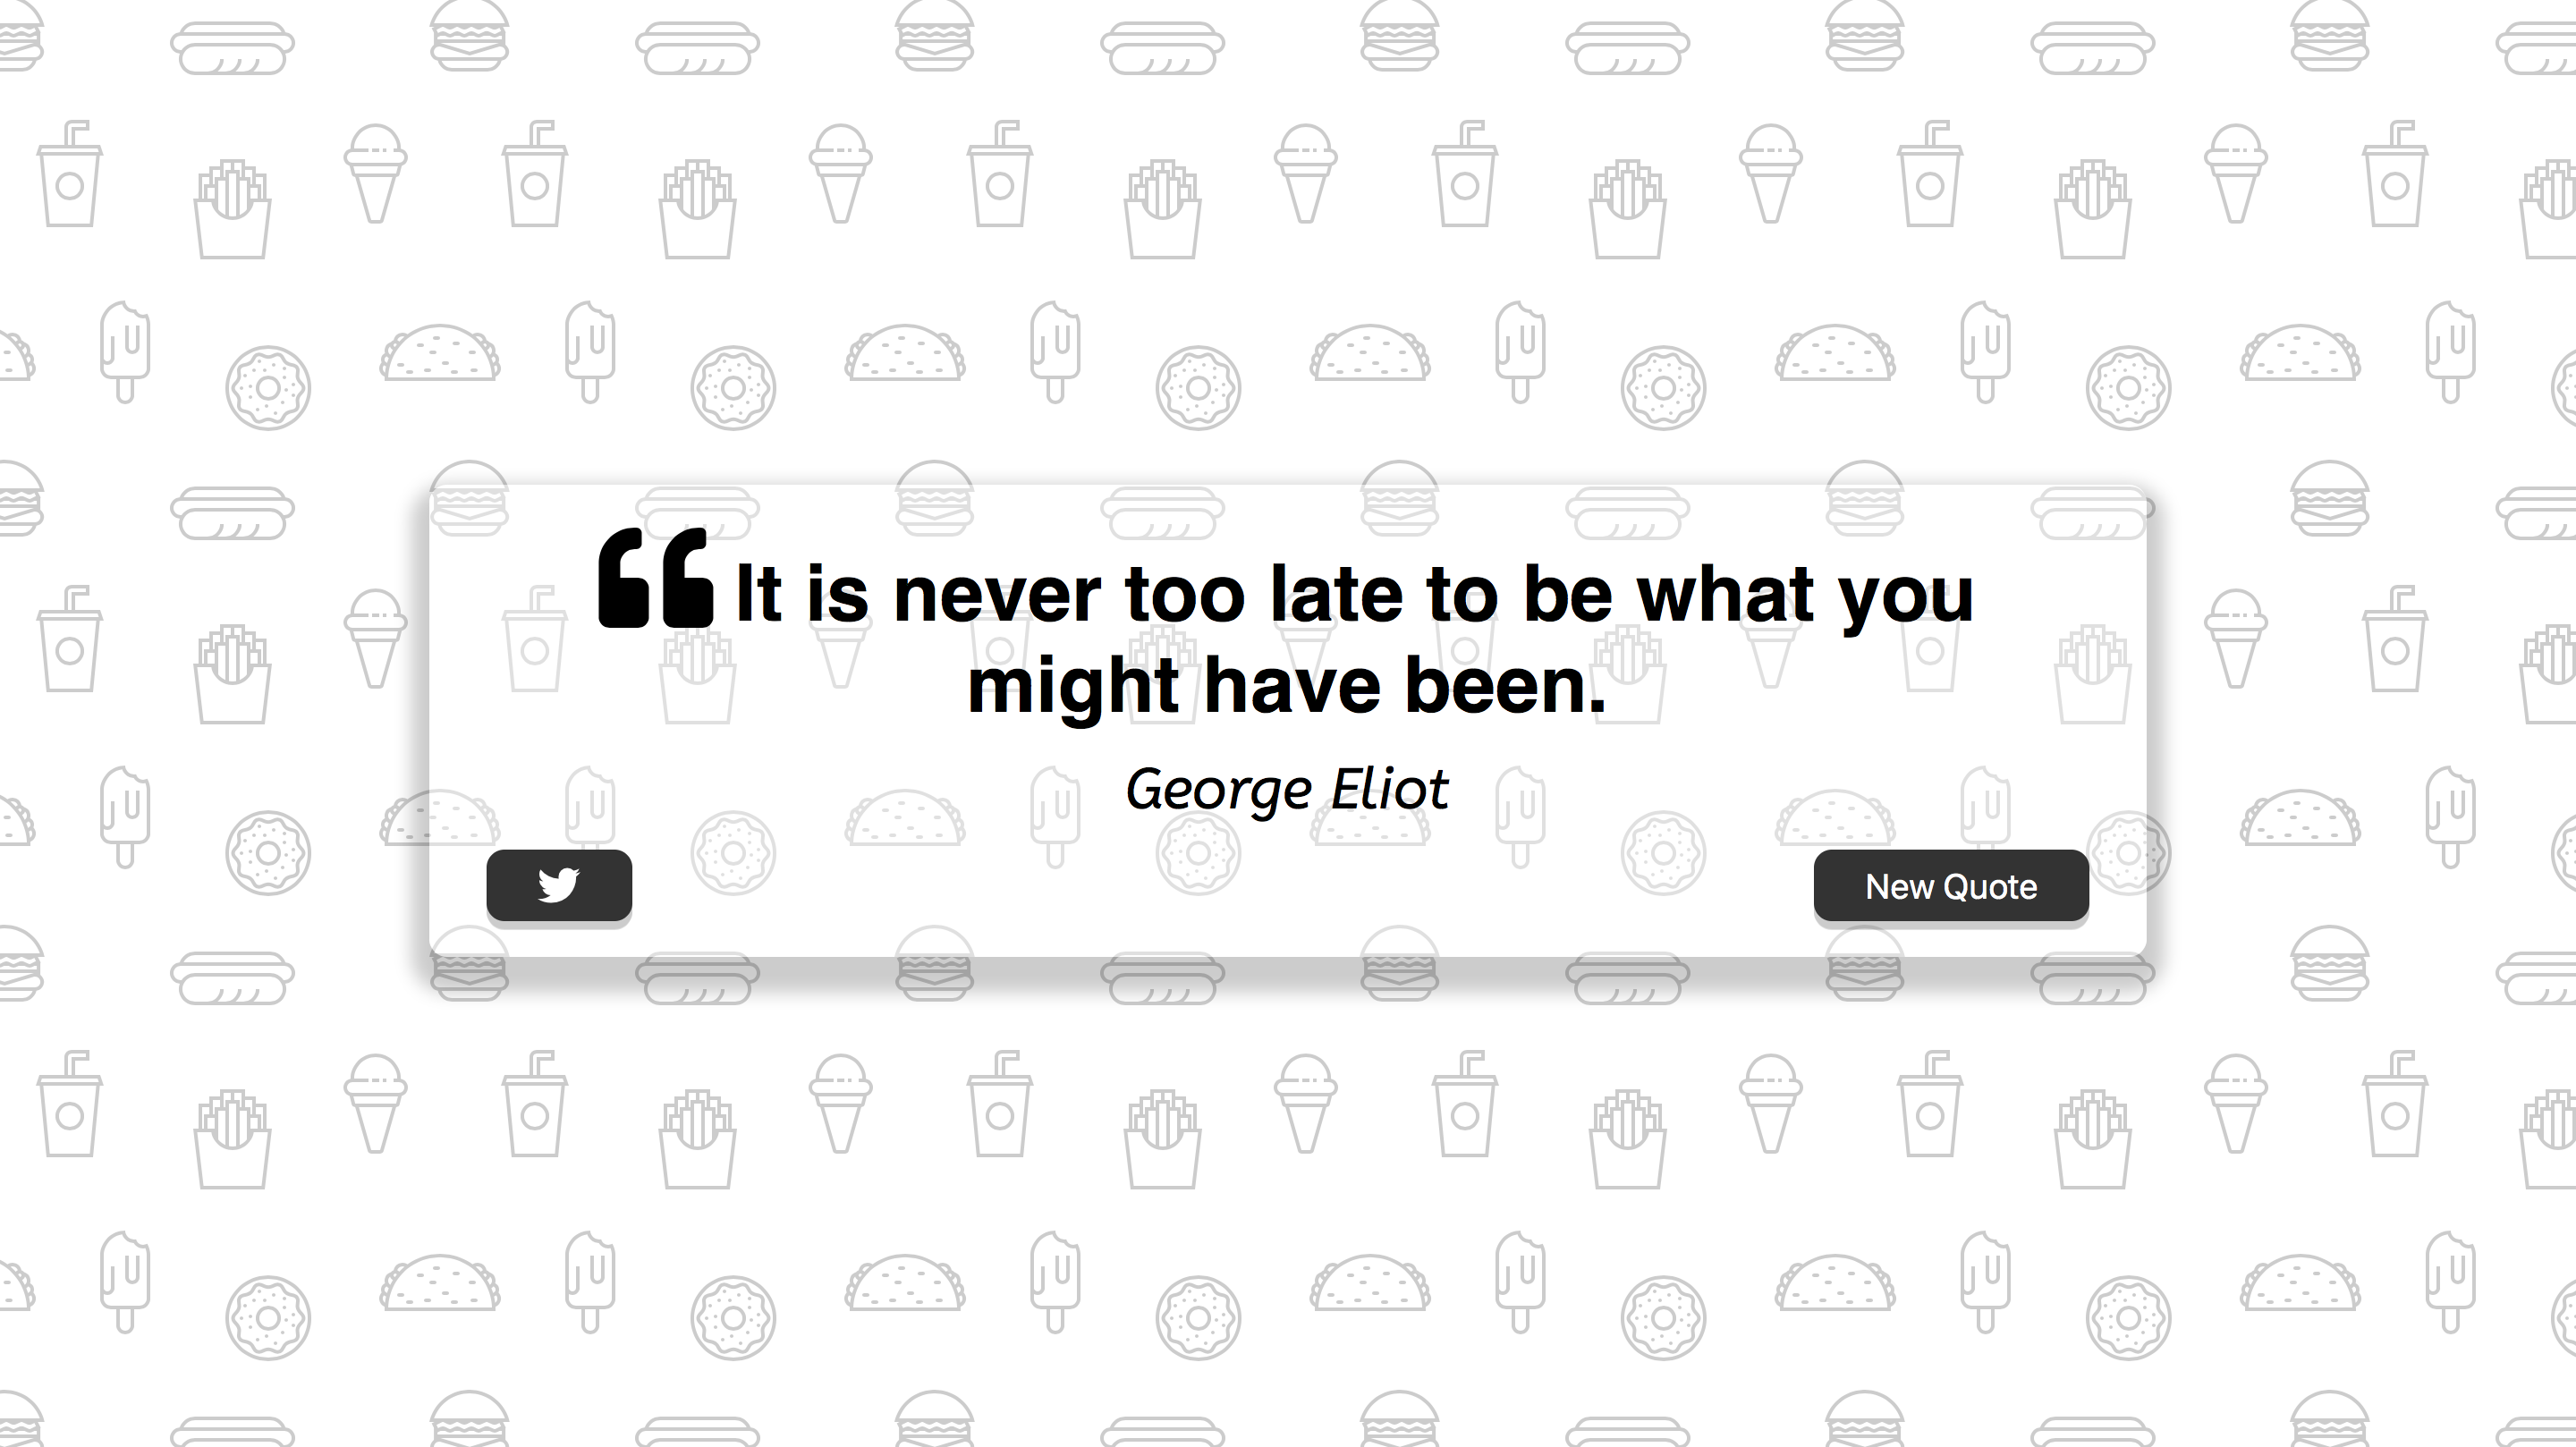 “ It is never too late to be what you
might have been.
George Eliot
New Quote